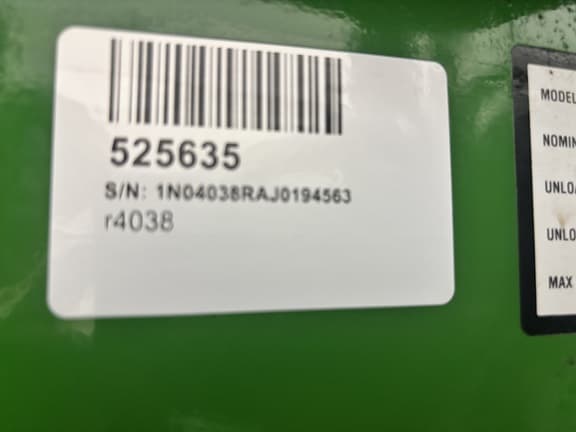 525635
S/N: 1N04038RAJ0194563
r4038
MODEL
NOMIN
UNLOA
UNLO
MAX